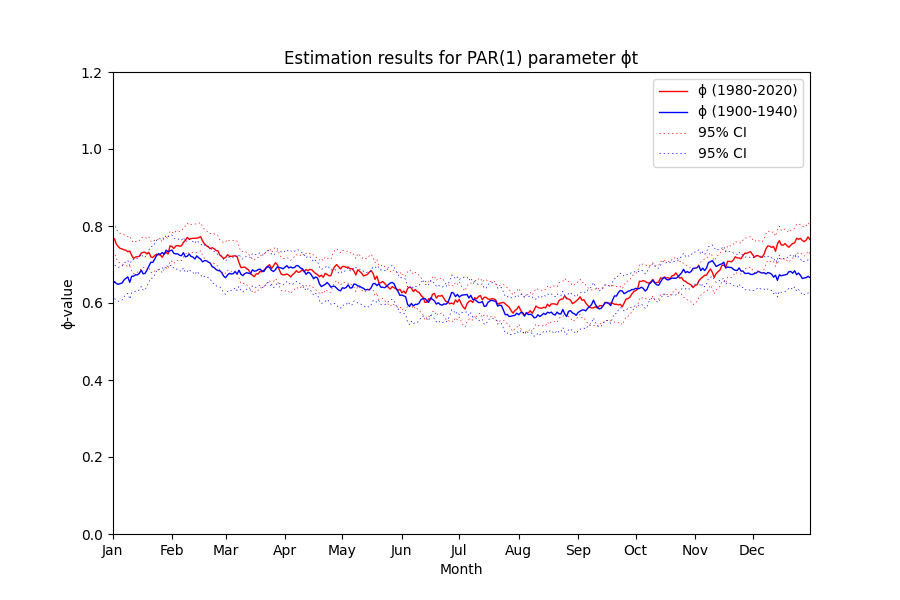 Estimation results for PAR(1) parameter ϕt
1.2
1.0
0.8
0.6
0.4
0.2
0.0
ϕ-value
ϕ (1980-2020)
ϕ (1900-1940)
95% CI
95% CI
Jan Feb Mar Apr May Jun Jul Aug Sep Oct Nov Dec
Month